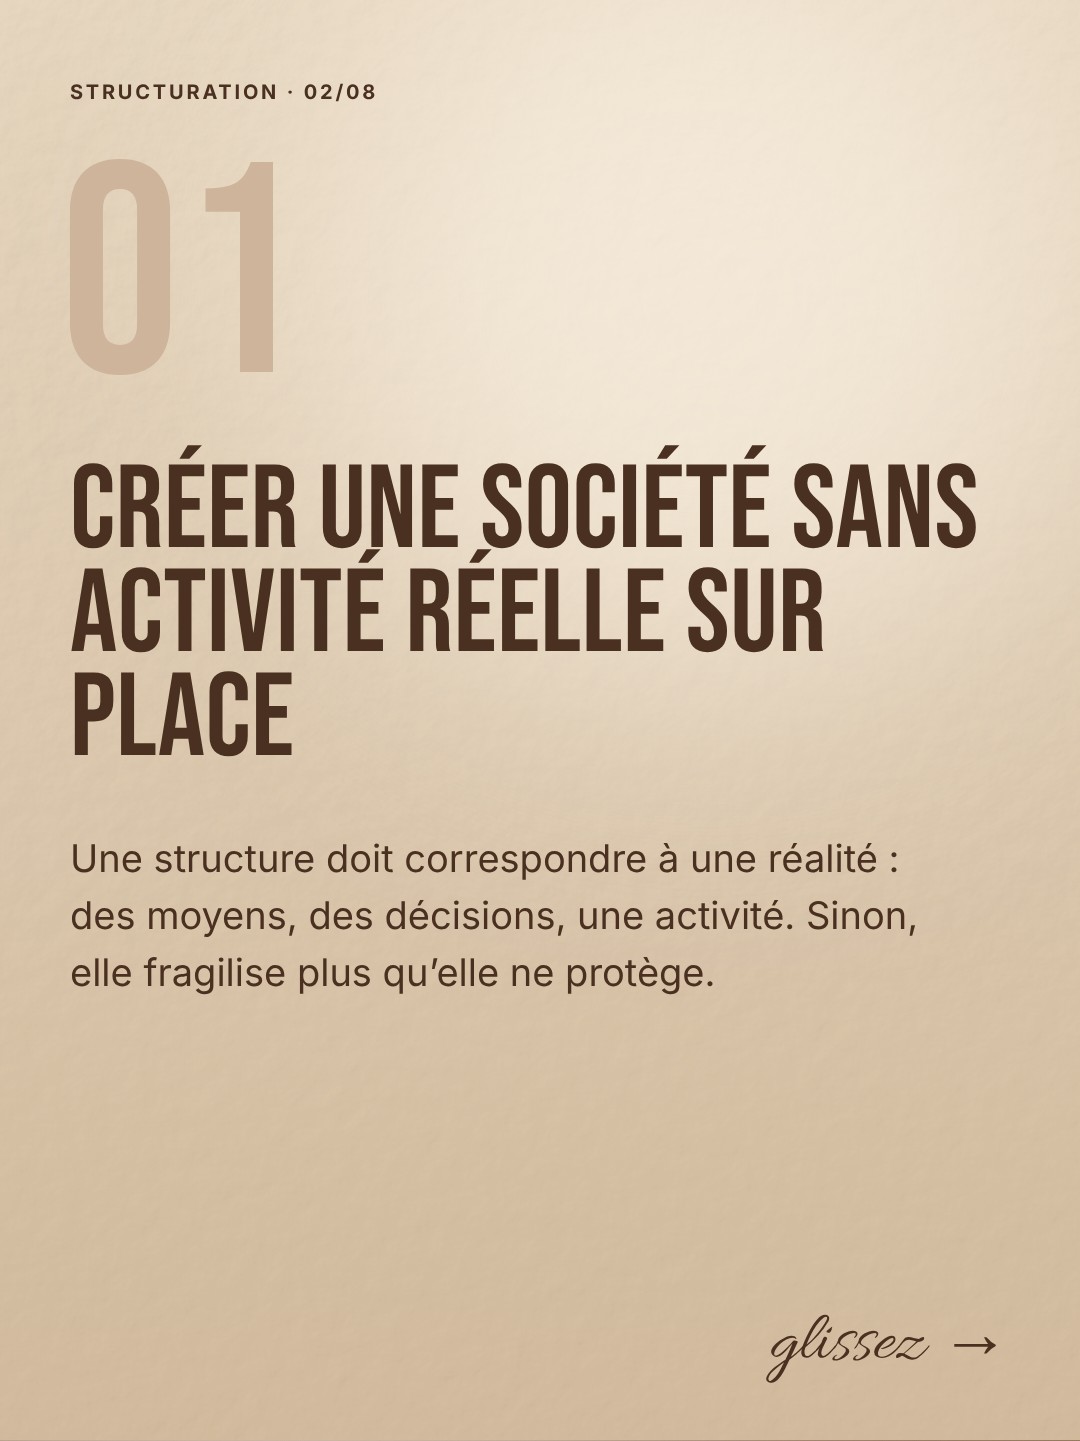 STRUCTURATION · 02/08
01
CRÉER UNE SOCIÉTÉ SANS
ACTIVITÉ RÉELLE SUR
PLACE
Une structure doit correspondre à une réalité :
des moyens, des décisions, une activité. Sinon,
elle fragilise plus qu’elle ne protège.
glissez →